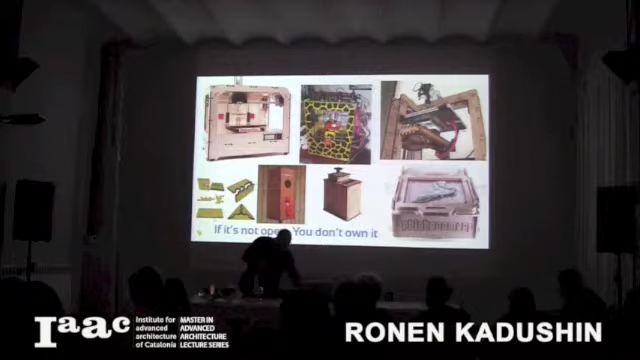 If it's not open You don't own it
Iaac
Institute for
advanced
architecture
of Catalonia
MASTER IN
ADVANCED
ARCHITECTURE
LECTURE SERIES
RONEN KADUSHIN